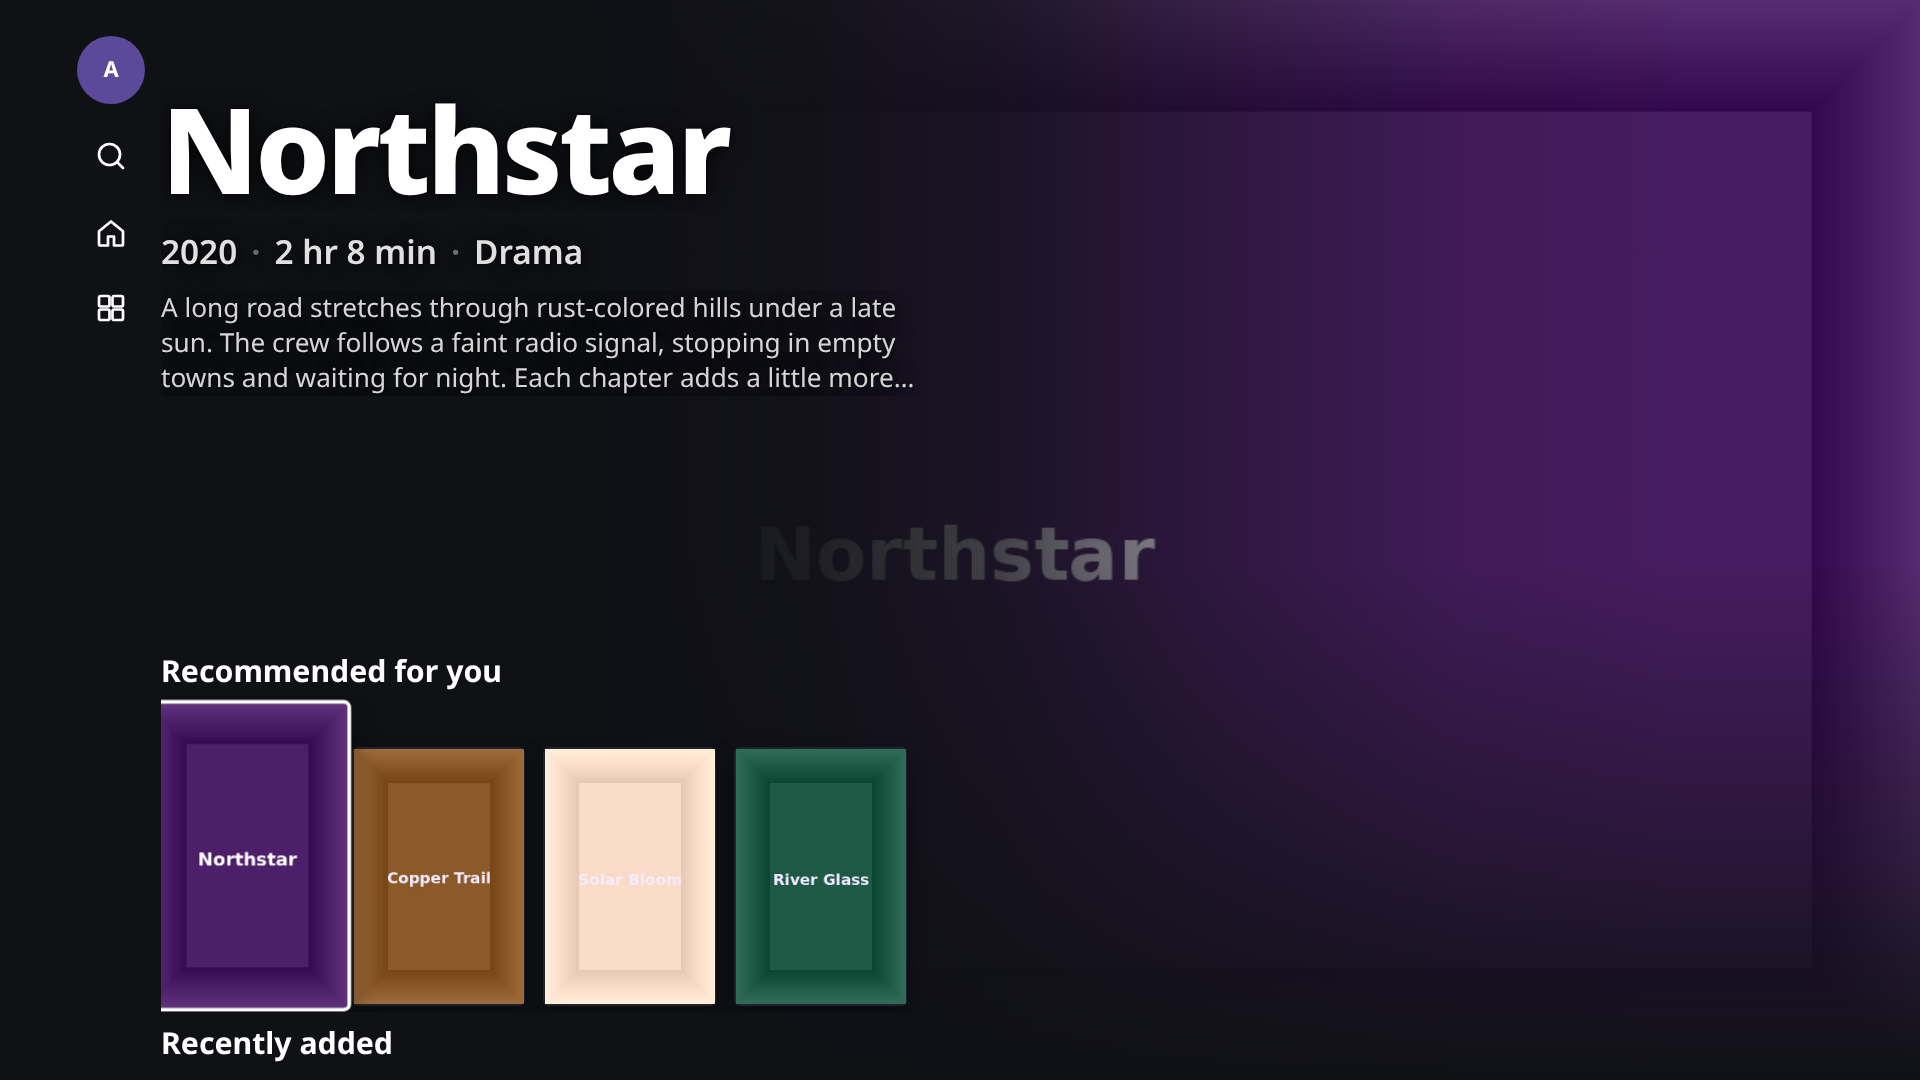 A
Northstar
2020 · 2 hr 8 min · Drama
A long road stretches through rust-colored hills under a late
sun. The crew follows a faint radio signal, stopping in empty
towns and waiting for night. Each chapter adds a little more...
Northstar
Recommended for you
Northstar
Copper Trail
Solar Bloom
River Glass
Recently added